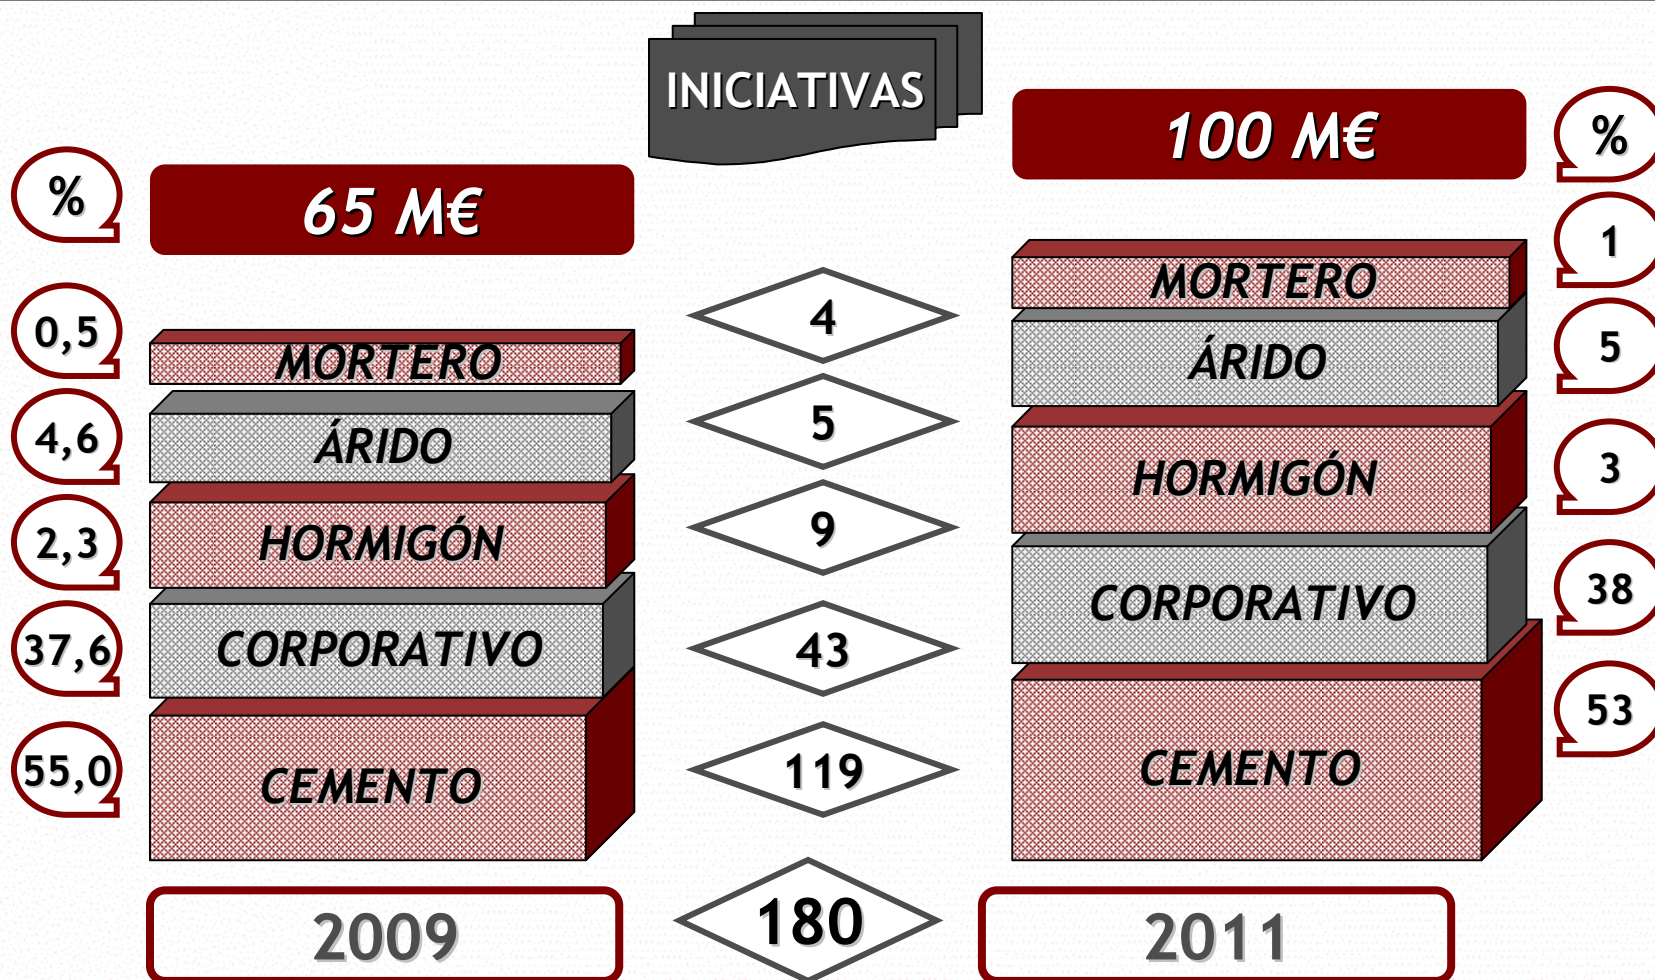 INICIATIVAS
%
65 M€
100 M€
%
0,5
MORTERO
4
MORTERO
1
4,6
ÁRIDO
5
ÁRIDO
5
2,3
HORMIGÓN
9
HORMIGÓN
3
37,6
CORPORATIVO
43
CORPORATIVO
38
55,0
CEMENTO
119
CEMENTO
53
2009
180
2011